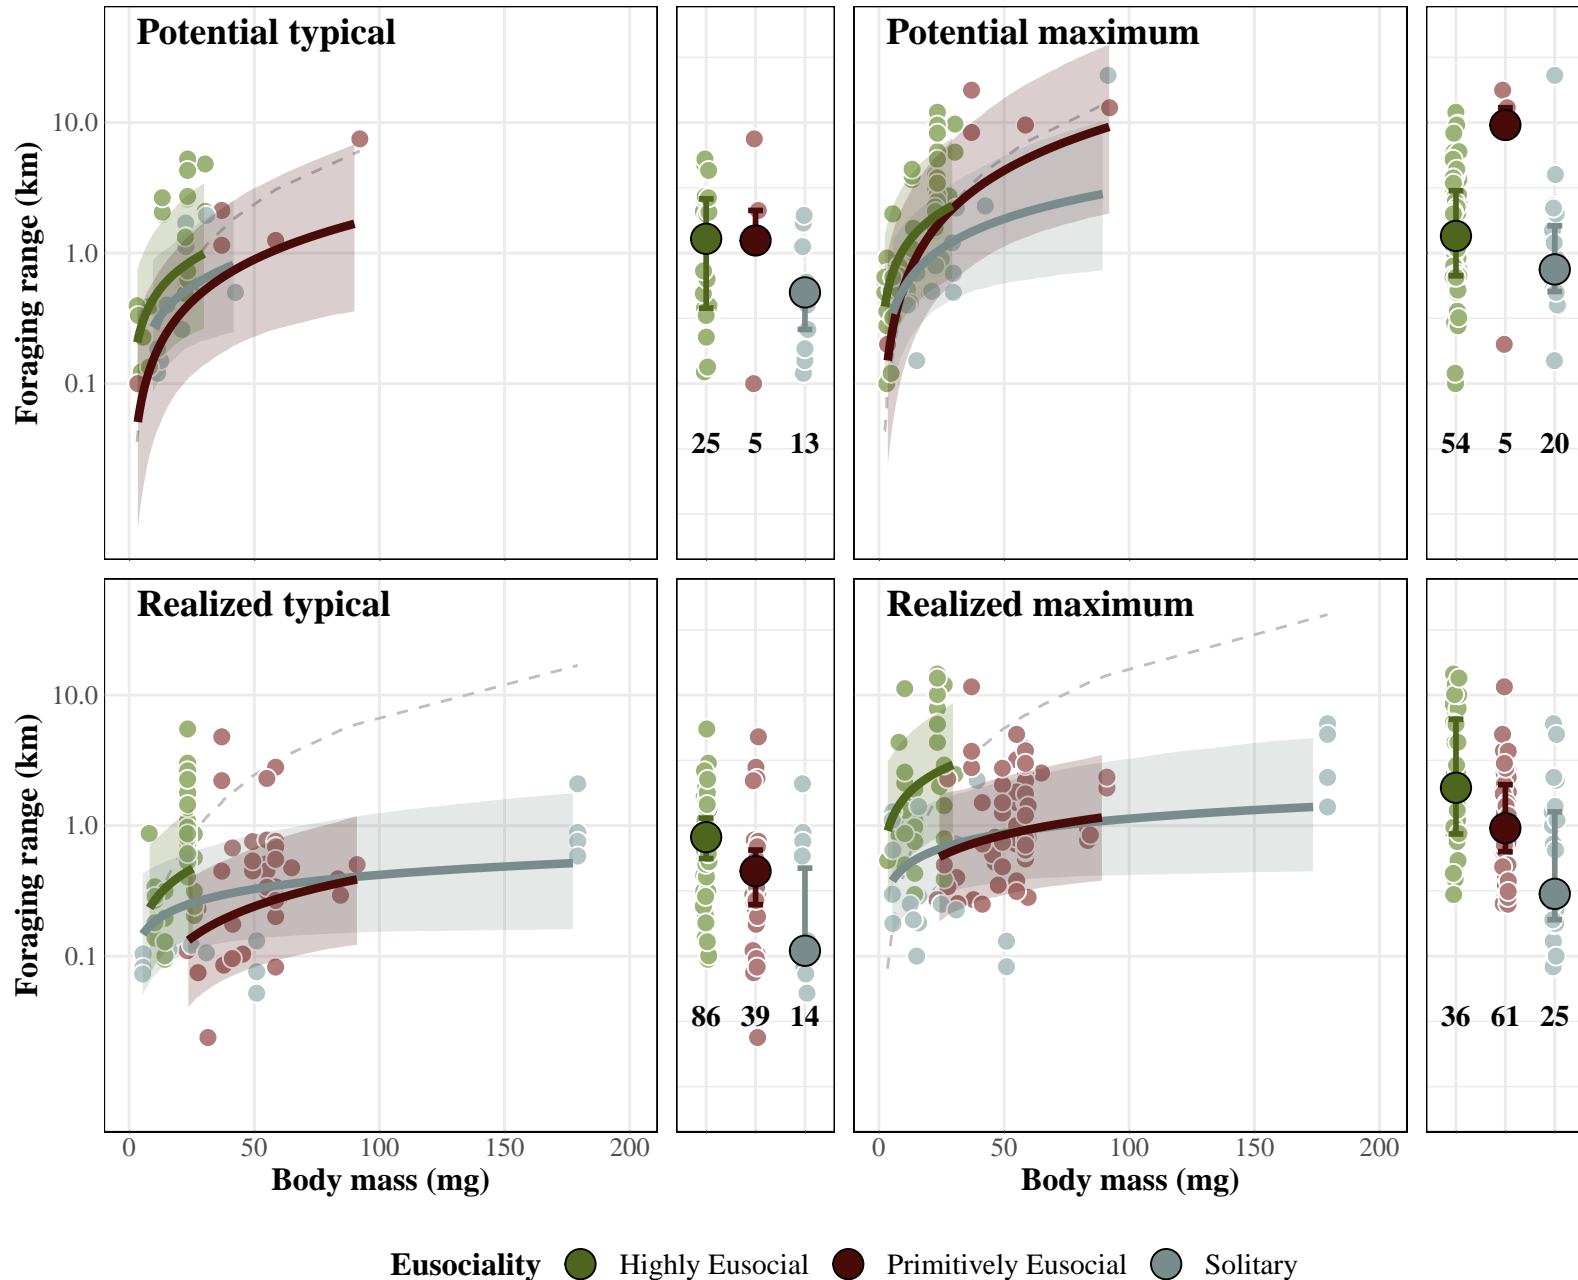 Potential typical
Potential maximum
Foraging range (km)
10.0
1.0
0.1
25 5 13
54 5 20
Realized typical
Realized maximum
Foraging range (km)
10.0
1.0
0.1
86 39 14
36 61 25
0 50 100 150 200
0 50 100 150 200
Body mass (mg)
Body mass (mg)
Eusociality Highly Eusocial Primitively Eusocial Solitary